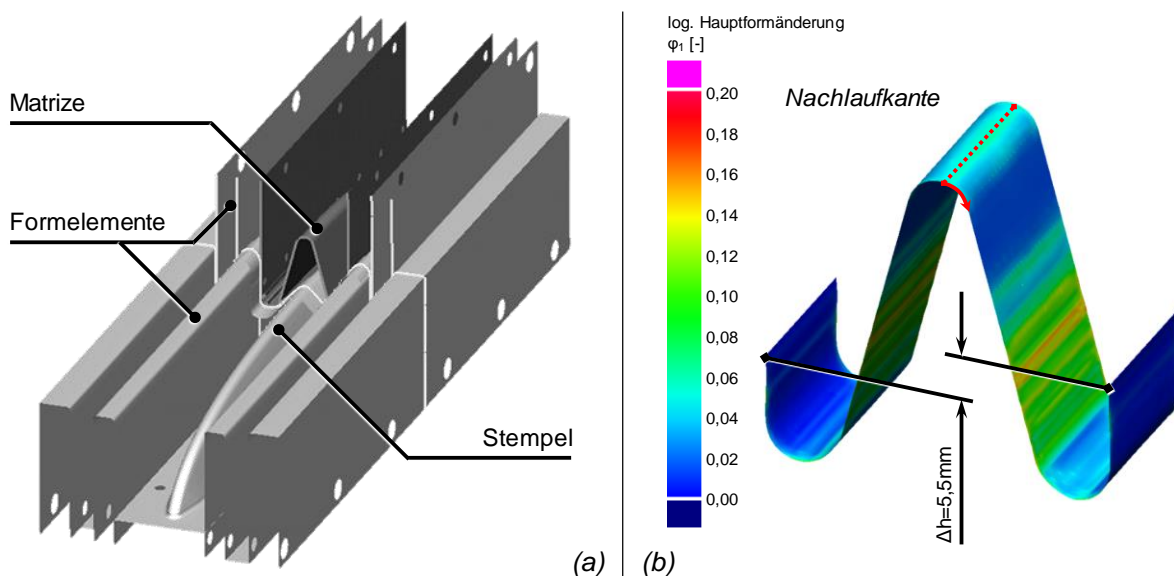 Matrize
Formelemente
Stempel
(a)
log. Hauptformänderung
φ₁ [-]
0,20
0,18
0,16
0,14
0,12
0,10
0,08
0,06
0,04
0,02
0,00
Nachlaufkante
Δh=5,5mm
(b)